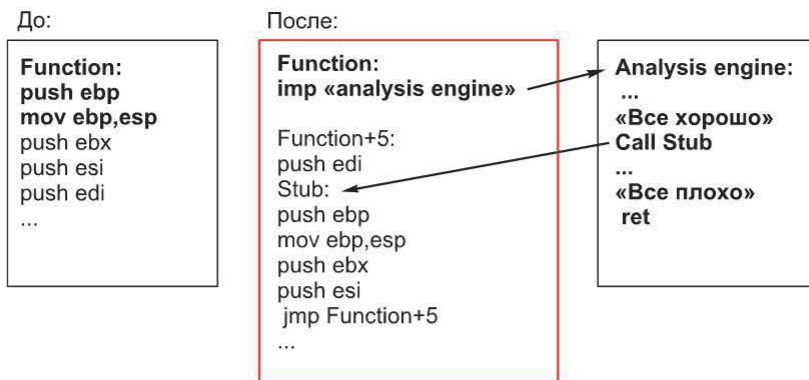 До:
Function:
push ebp
mov ebp,esp
push ebx
push esi
push edi
...
После:
Function:
imp «analysis engine»
Function+5:
push edi
Stub:
push ebp
mov ebp,esp
push ebx
push esi
jmp Function+5
...
Analysis engine:
...
«Все хорошо»
Call Stub
...
«Все плохо»
ret